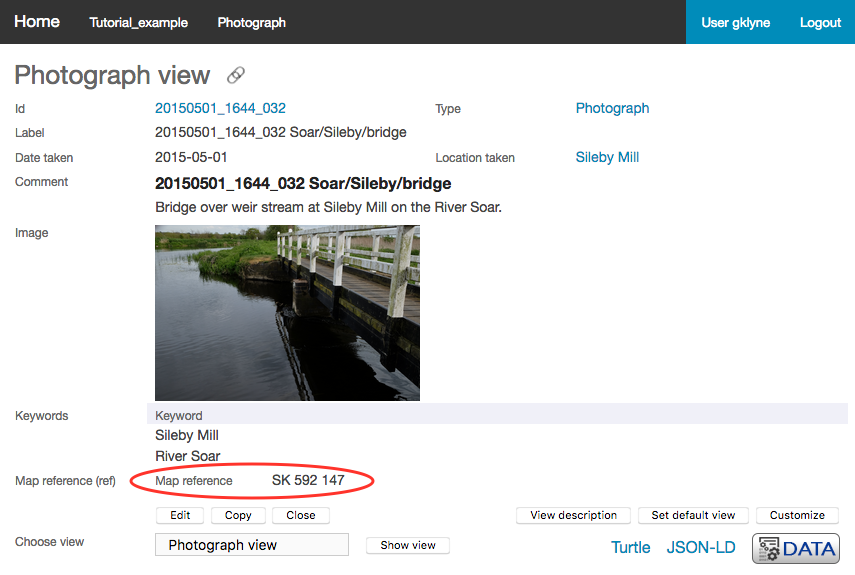 Home Tutorial_example Photograph User gklyne Logout
Photograph view
Id 20150501_1644_032 Type Photograph
Label 20150501_1644_032 Soar/Sileby/bridge
Date taken 2015-05-01 Location taken Sileby Mill
Comment 20150501_1644_032 Soar/Sileby/bridge
Bridge over weir stream at Sileby Mill on the River Soar.
Image
Keywords Keyword
Sileby Mill
River Soar
Map reference (ref) Map reference SK 592 147
Edit Copy Close View description Set default view Customize
Choose view Photograph view Show view Turtle JSON-LD DATA